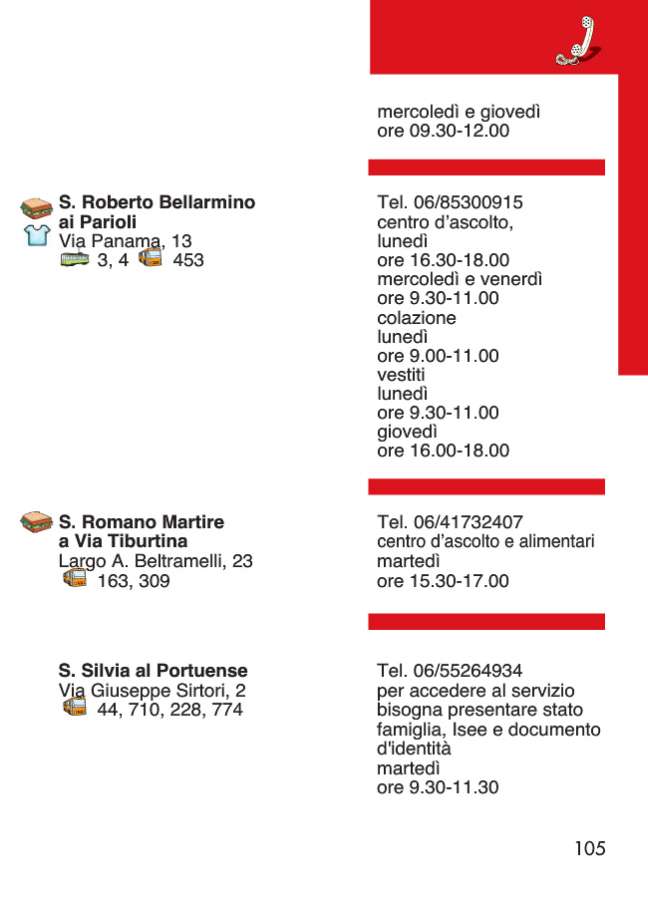 mercoledì e giovedì
ore 09.30-12.00
S. Roberto Bellarmino
ai Parioli
Via Panama, 13
3, 4 453
Tel. 06/85300915
centro d’ascolto,
lunedì
ore 16.30-18.00
mercoledì e venerdì
ore 9.30-11.00
colazione
lunedì
ore 9.00-11.00
vestiti
lunedì
ore 9.30-11.00
giovedì
ore 16.00-18.00
S. Romano Martire
a Via Tiburtina
Largo A. Beltramelli, 23
163, 309
Tel. 06/41732407
centro d’ascolto e alimentari
martedì
ore 15.30-17.00
S. Silvia al Portuense
Via Giuseppe Sirtori, 2
44, 710, 228, 774
Tel. 06/55264934
per accedere al servizio
bisogna presentare stato
famiglia, Isee e documento
d'identità
martedì
ore 9.30-11.30
105